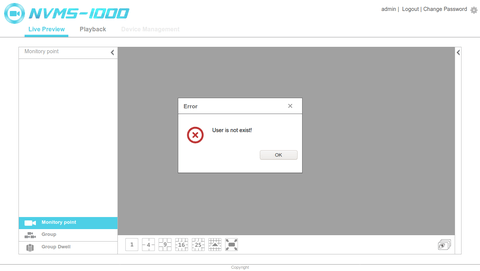 NVMS-1000
admin | Logout | Change Password
Live Preview Playback Device Management
Monitory point
Error
User is not exist!
OK
Monitory point
Group
Group Dwell
1 4 9 16 25
Copyright